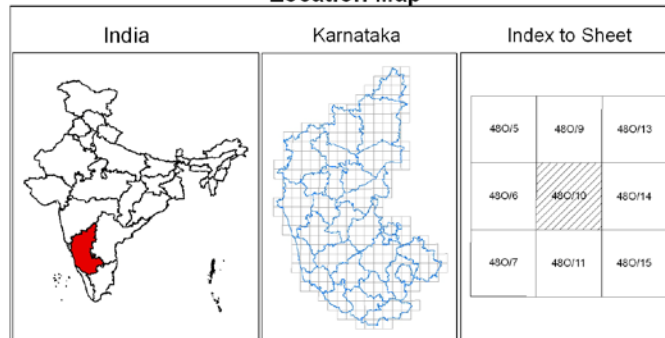 Location Map
India
Karnataka
Index to Sheet
48O/5 48O/9 48O/13
48O/6 48O/10 48O/14
48O/7 48O/11 48O/15